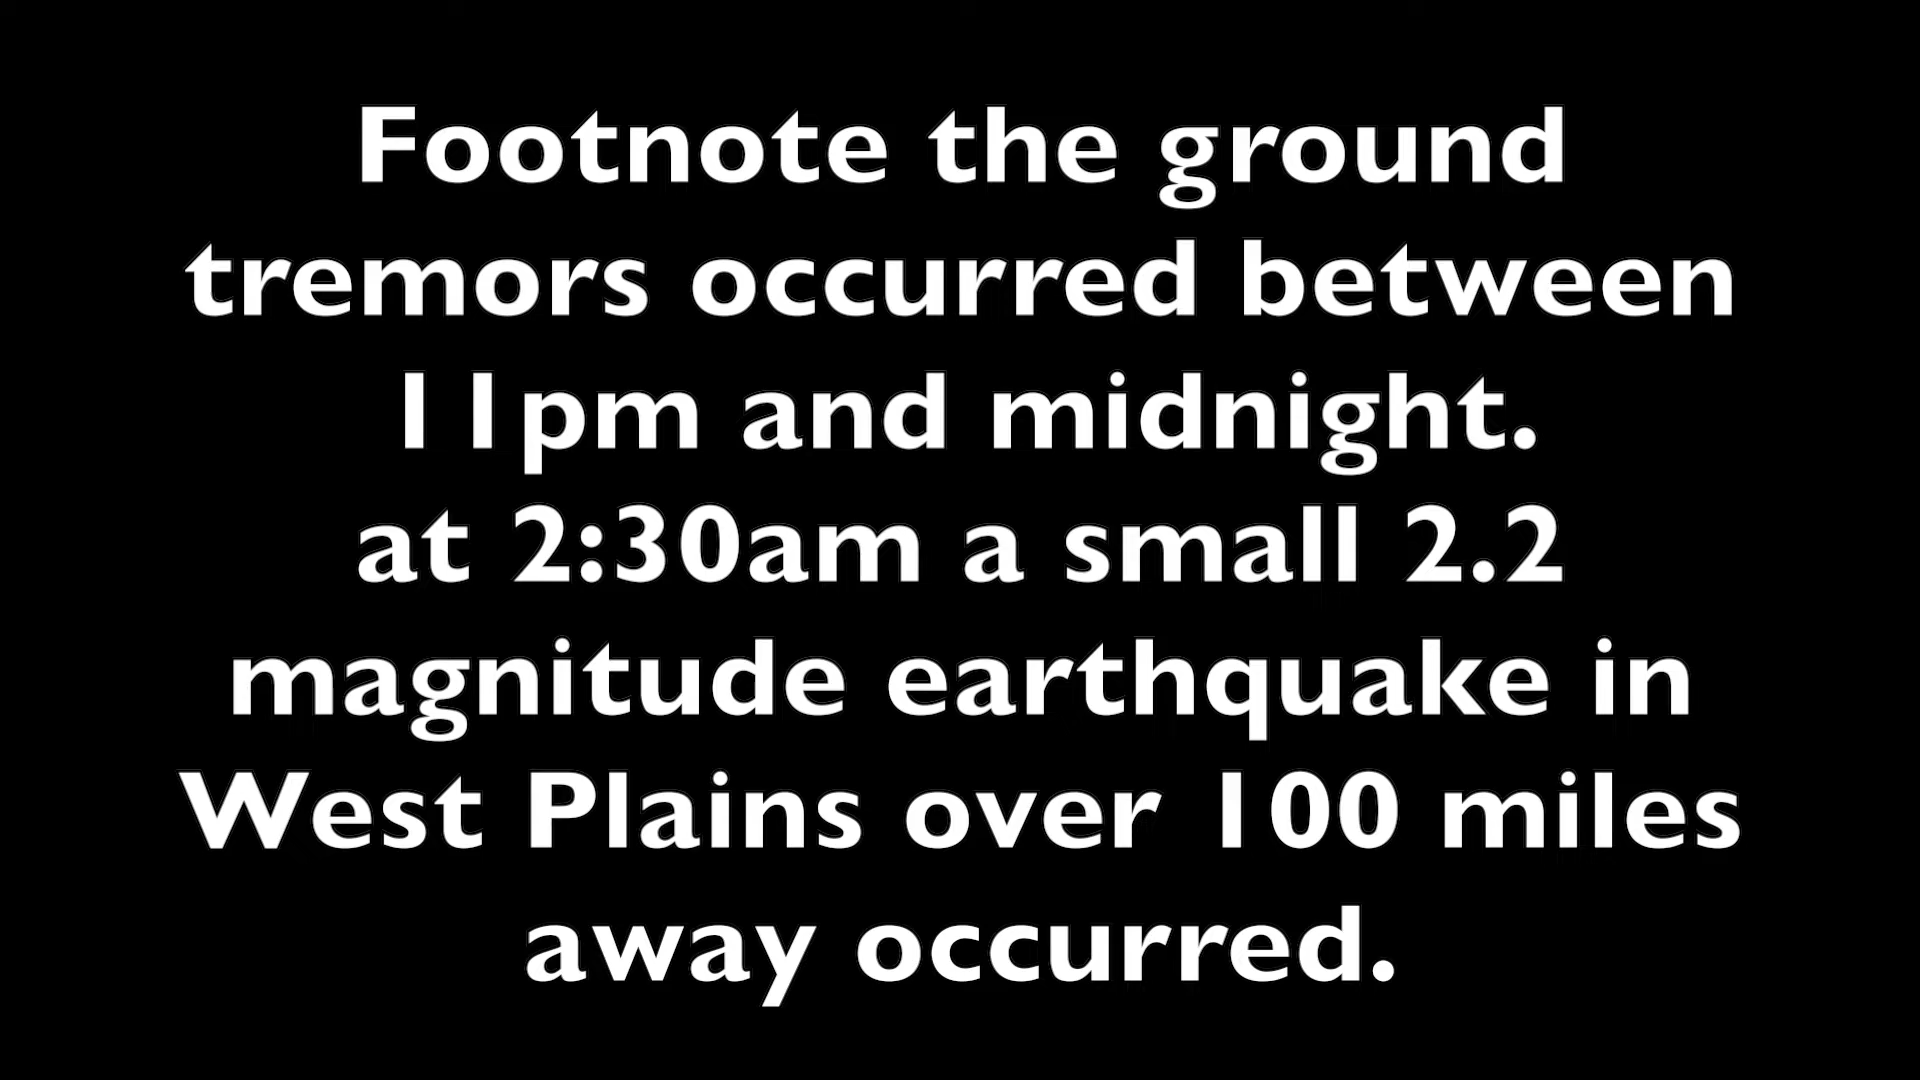 Footnote the ground
tremors occurred between
11pm and midnight.
at 2:30am a small 2.2
magnitude earthquake in
West Plains over 100 miles
away occurred.